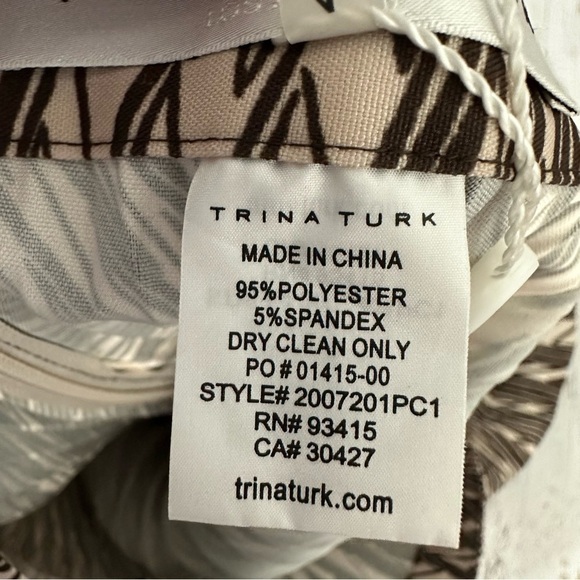 TRINA TURK
MADE IN CHINA
95%POLYESTER
5%SPANDEX
DRY CLEAN ONLY
PO # 01415-00
STYLE# 2007201PC1
RN# 93415
CA# 30427
trinaturk.com